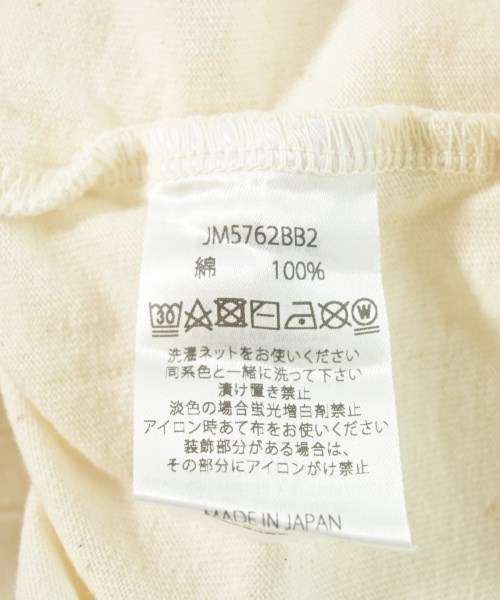 JM5762BB2
綿 100%
洗濯ネットをお使いください
同系色と一緒に洗って下さい
漬け置き禁止
淡色の場合蛍光増白剤禁止
アイロン時あて布をお使いください
装飾部分がある場合は、
その部分にアイロンがけ禁止
MADE IN JAPAN